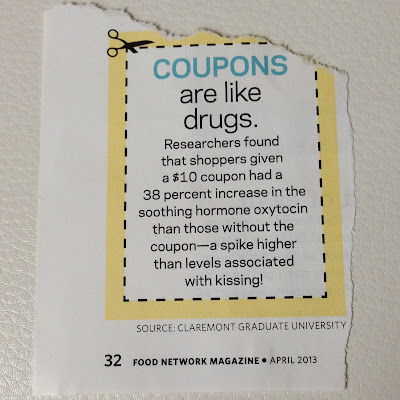 COUPONS
are like
drugs.
Researchers found
that shoppers given
a $10 coupon had a
38 percent increase in the
soothing hormone oxytocin
than those without the
coupon—a spike higher
than levels associated
with kissing!
SOURCE: CLAREMONT GRADUATE UNIVERSITY
32 FOOD NETWORK MAGAZINE ● APRIL 2013